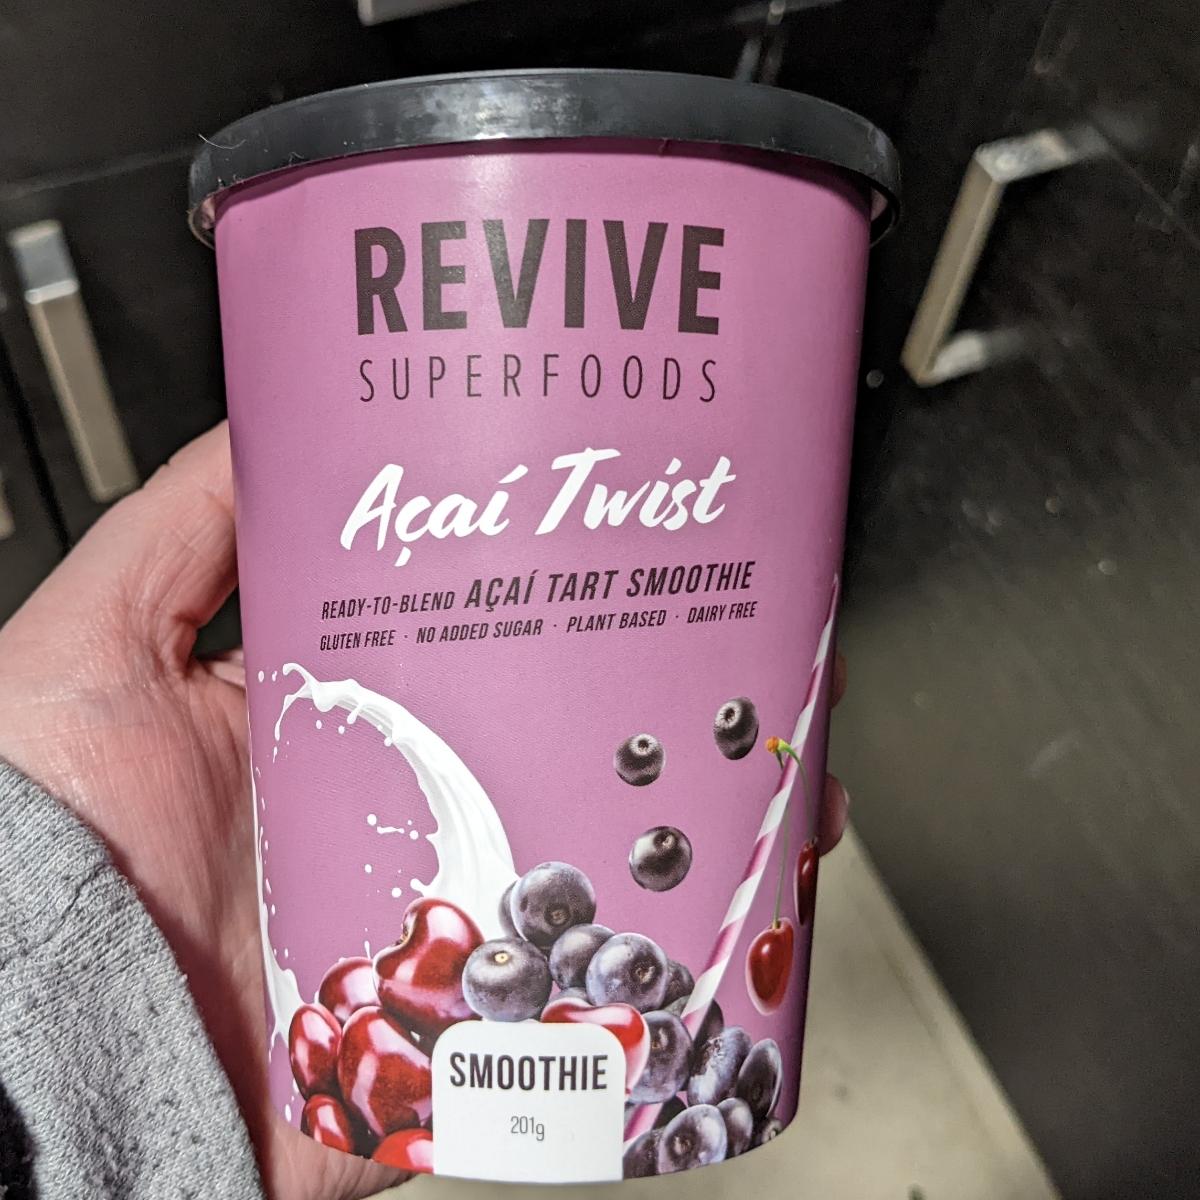 REVIVE
SUPERFOODS
Açaí Twist
READY-TO-BLEND AÇAÍ TART SMOOTHIE
GLUTEN FREE · NO ADDED SUGAR · PLANT BASED · DAIRY FREE
SMOOTHIE
201g